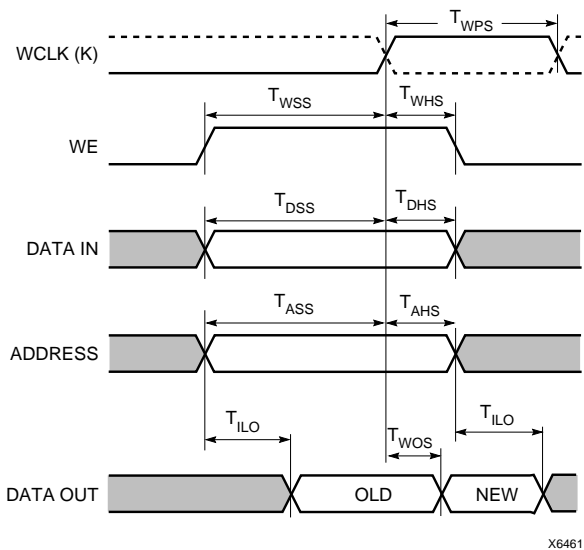 T_WPS
WCLK (K)
T_WSS T_WHS
WE
T_DSS T_DHS
DATA IN
T_ASS T_AHS
ADDRESS
T_ILO T_WOS T_ILO
DATA OUT OLD NEW
X6461